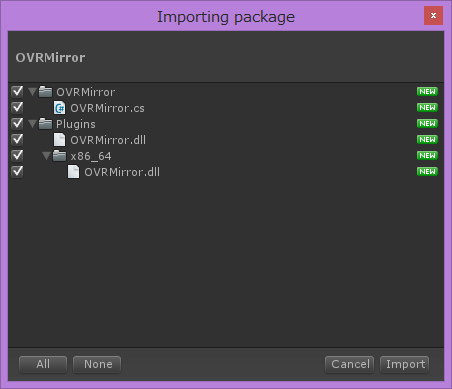 Importing package
x
OVRMirror
OVRMirror NEW
C# OVRMirror.cs NEW
Plugins NEW
OVRMirror.dll NEW
x86_64 NEW
OVRMirror.dll NEW
All None Cancel Import